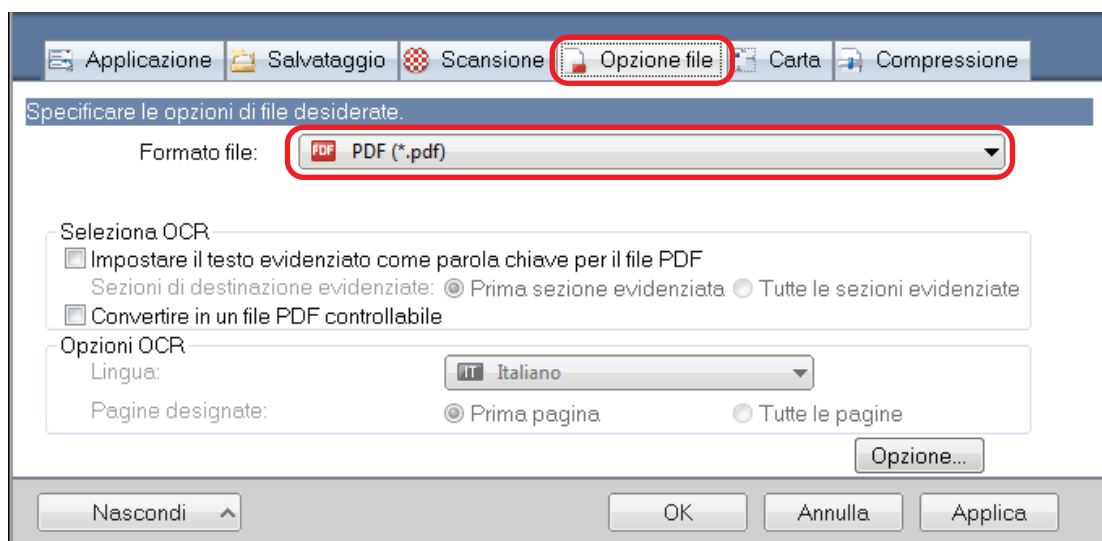 Applicazione Salvataggio Scansione Opzione file Carta Compressione
Specificare le opzioni di file desiderate.
Formato file: PDF PDF (*.pdf)
Seleziona OCR
Impostare il testo evidenziato come parola chiave per il file PDF
Sezioni di destinazione evidenziate: Prima sezione evidenziata Tutte le sezioni evidenziate
Convertire in un file PDF controllabile
Opzioni OCR
Lingua: IT Italiano
Pagine designate: Prima pagina Tutte le pagine
Opzione...
Nascondi OK Annulla Applica